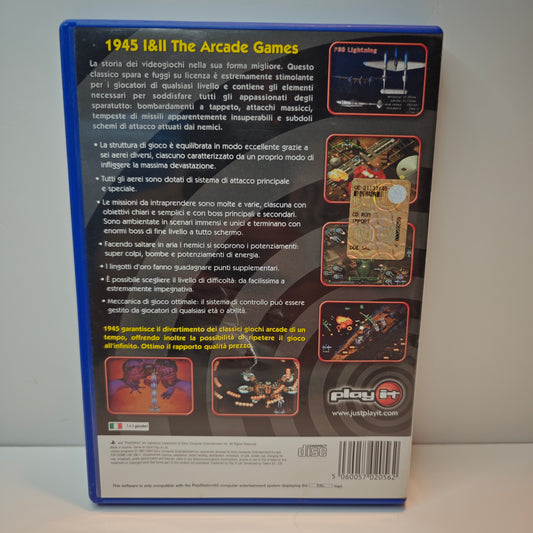 1945 I&II The Arcade Games
La storia dei videogiochi nella sua forma migliore. Questo
classico spara e fuggi su licenza è estremamente stimolante
per i giocatori di qualsiasi livello e contiene gli elementi
necessari per soddisfare tutti gli appassionati degli
sparatutto: bombardamenti a tappeto, attacchi massicci,
tempeste di missili apparentemente insuperabili e subdoli
schemi di attacco attuati dai nemici.
• La struttura di gioco è equilibrata in modo eccellente grazie a
sei aerei diversi, ciascuno caratterizzato da un proprio modo di
infliggere la massima devastazione.
• Tutti gli aerei sono dotati di sistema di attacco principale
e speciale.
• Le missioni da intraprendere sono molte e varie, ciascuna con
obiettivi chiari e semplici e con boss principali e secondari.
Sono ambientate in scenari immensi e unici e terminano con
enormi boss di fine livello a tutto schermo.
• Facendo saltare in aria i nemici si scoprono i potenziamenti:
super colpi, bombe e potenziamenti di energia.
• I lingotti d'oro fanno guadagnare punti supplementari.
• È possibile scegliere il livello di difficoltà: da facilissima a
estremamente impegnativa.
• Meccanica di gioco ottimale: il sistema di controllo può essere
gestito da giocatori di qualsiasi età o abilità.
1945 garantisce il divertimento dei classici giochi arcade di un
tempo, offrendo inoltre la possibilità di ripetere il gioco
all'infinito. Ottimo il rapporto qualità prezzo.
P38 Lightning
CD ROM
IMPORT
play it
www.justplayit.com
1 o 2 giocatori
COMPACT
disc
5 060057 020562
This software is only compatible with the PlayStation®2 computer entertainment system displaying the PAL logo